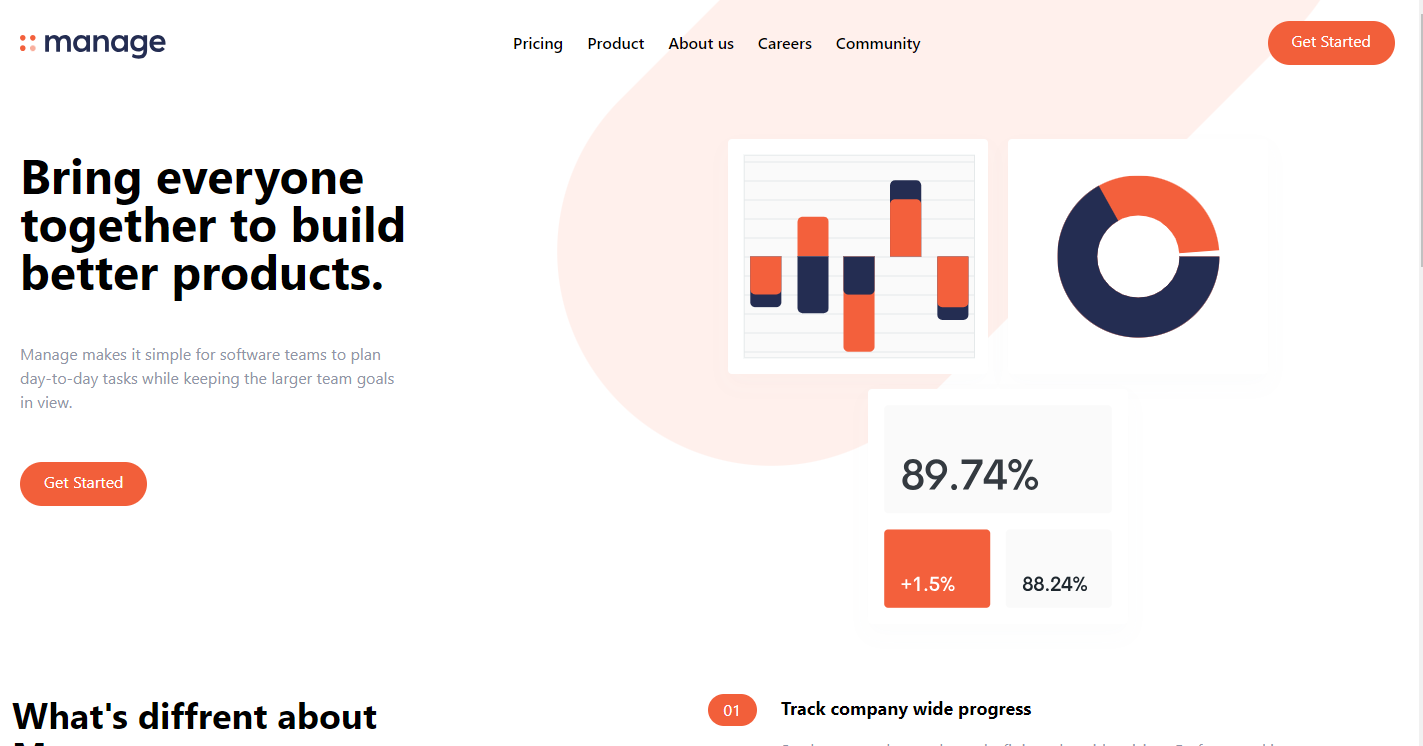 manage
Pricing Product About us Careers Community
Get Started
Bring everyone
together to build
better products.
Manage makes it simple for software teams to plan
day-to-day tasks while keeping the larger team goals
in view.
Get Started
89.74%
+1.5%
88.24%
What's diffrent about
01
Track company wide progress